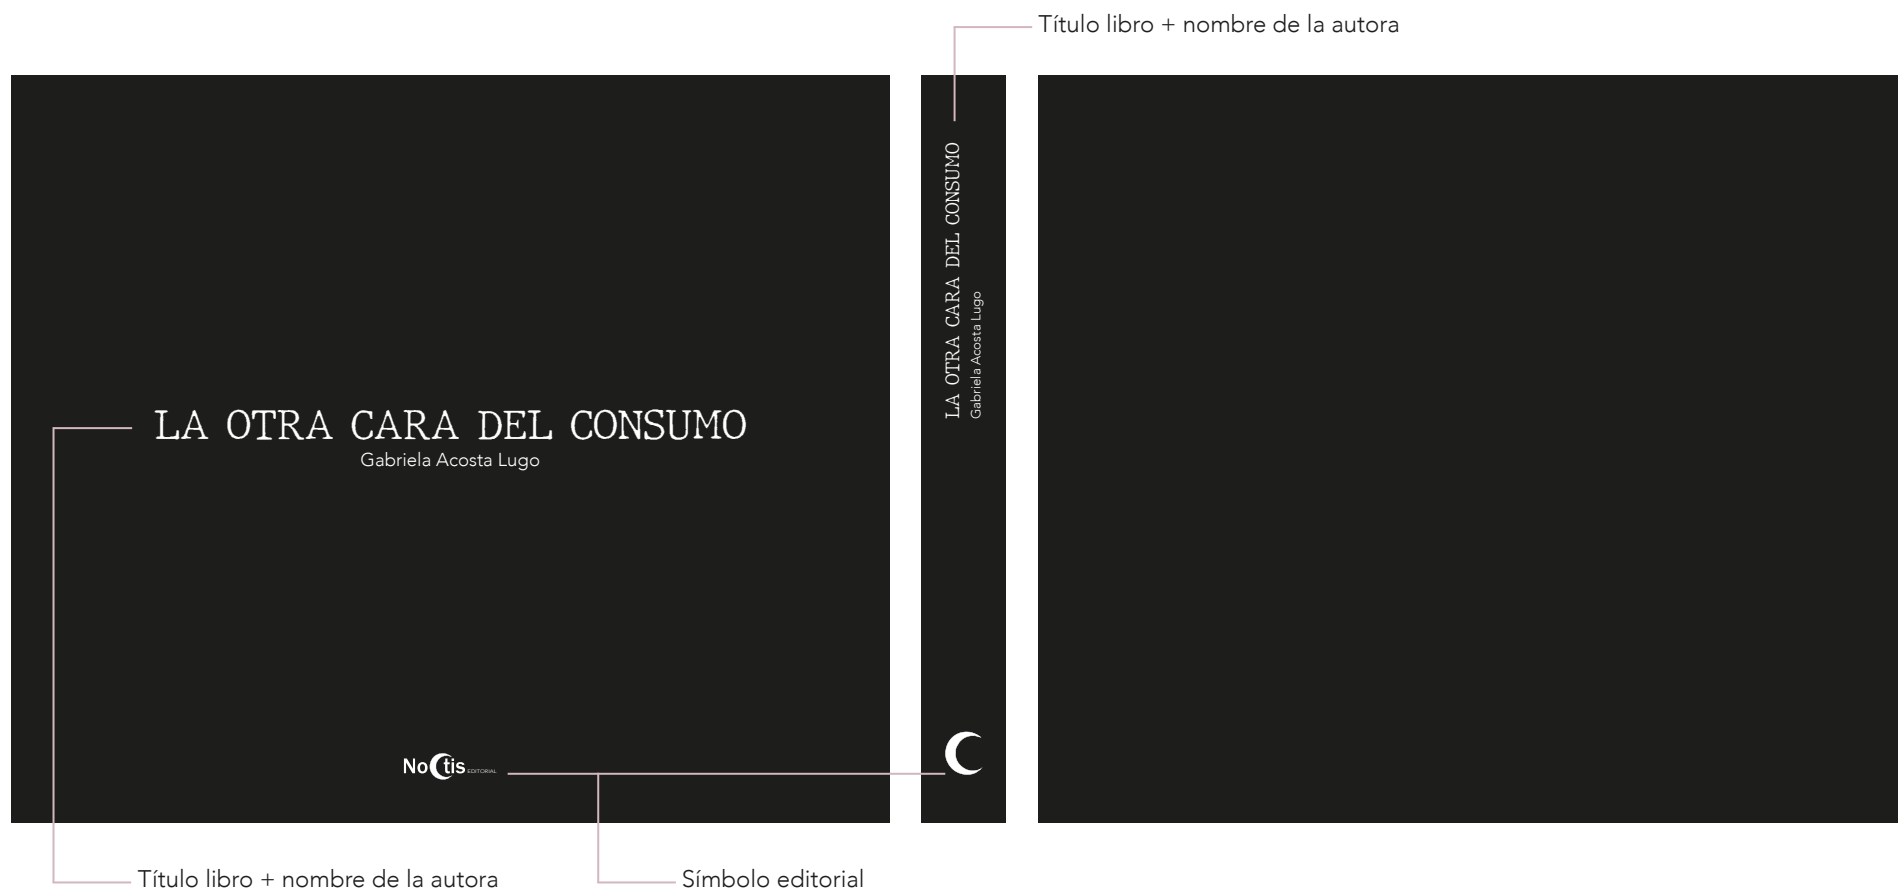 Título libro + nombre de la autora
LA OTRA CARA DEL CONSUMO
Gabriela Acosta Lugo
LA OTRA CARA DEL CONSUMO
Gabriela Acosta Lugo
Noctis EDITORIAL
Título libro + nombre de la autora
Símbolo editorial